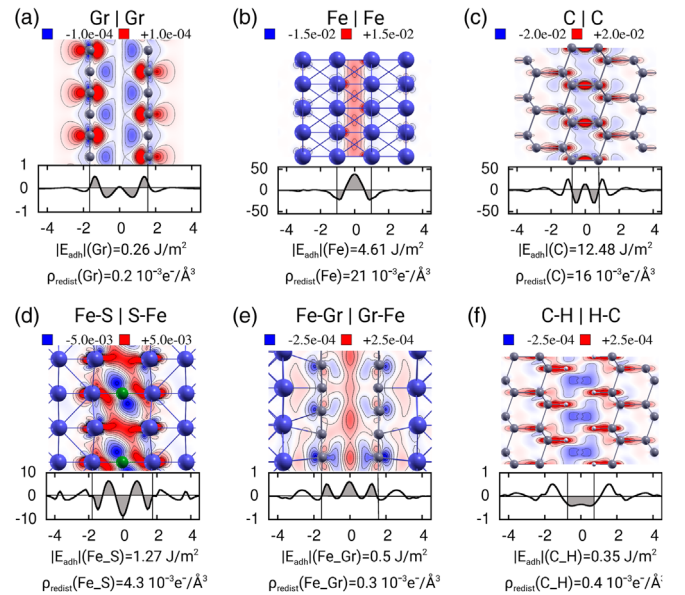 (a) Gr | Gr
-1.0e-04 +1.0e-04
1
0
-1
-4 -2 0 2 4
|E_adh|(Gr)=0.26 J/m²
ρ_redist(Gr)=0.2 10⁻³e⁻/Å³
(b) Fe | Fe
-1.5e-02 +1.5e-02
50
0
-50
-4 -2 0 2 4
|E_adh|(Fe)=4.61 J/m²
ρ_redist(Fe)=21 10⁻³e⁻/Å³
(c) C | C
-2.0e-02 +2.0e-02
50
0
-50
-4 -2 0 2 4
|E_adh|(C)=12.48 J/m²
ρ_redist(C)=16 10⁻³e⁻/Å³
(d) Fe-S | S-Fe
-5.0e-03 +5.0e-03
10
0
-10
-4 -2 0 2 4
|E_adh|(Fe_S)=1.27 J/m²
ρ_redist(Fe_S)=4.3 10⁻³e⁻/Å³
(e) Fe-Gr | Gr-Fe
-2.5e-04 +2.5e-04
1
0
-1
-4 -2 0 2 4
|E_adh|(Fe_Gr)=0.5 J/m²
ρ_redist(Fe_Gr)=0.3 10⁻³e⁻/Å³
(f) C-H | H-C
-2.5e-04 +2.5e-04
1
0
-1
-4 -2 0 2 4
|E_adh|(C_H)=0.35 J/m²
ρ_redist(C_H)=0.4 10⁻³e⁻/Å³